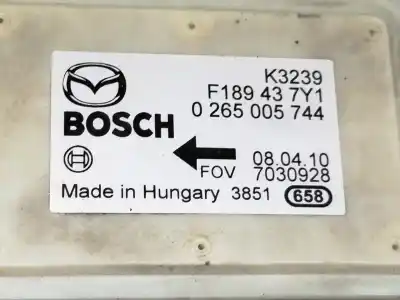 K3239
F189 43 7Y1
0 265 005 744
BOSCH
FOV
08.04.10
7030928
Made in Hungary 3851 658